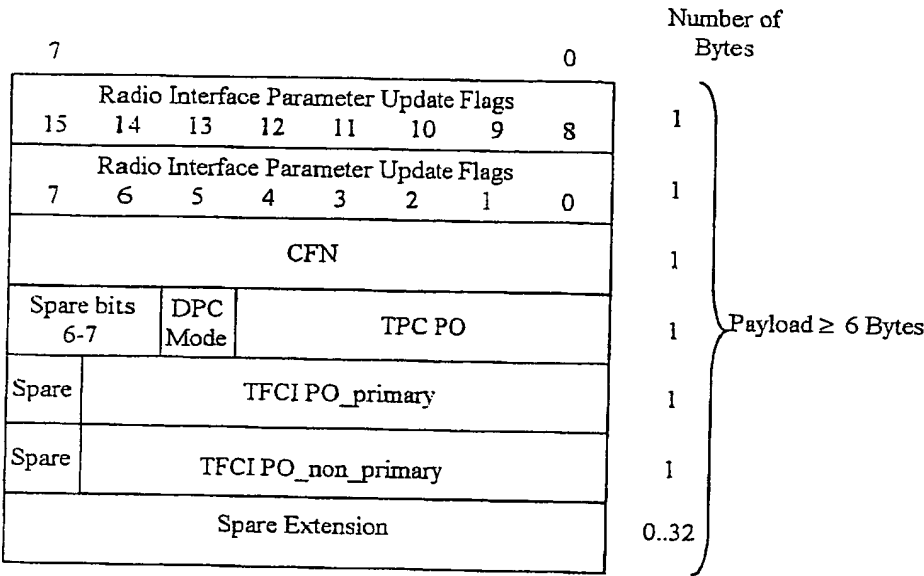 Number of
Bytes
7 0
Radio Interface Parameter Update Flags
15 14 13 12 11 10 9 8
1
Radio Interface Parameter Update Flags
7 6 5 4 3 2 1 0
1
CFN
1
Spare bits
6-7
DPC
Mode
TPC PO
1
Payload ≥ 6 Bytes
Spare
TFCI PO_primary
1
Spare
TFCI PO_non_primary
1
Spare Extension
0..32